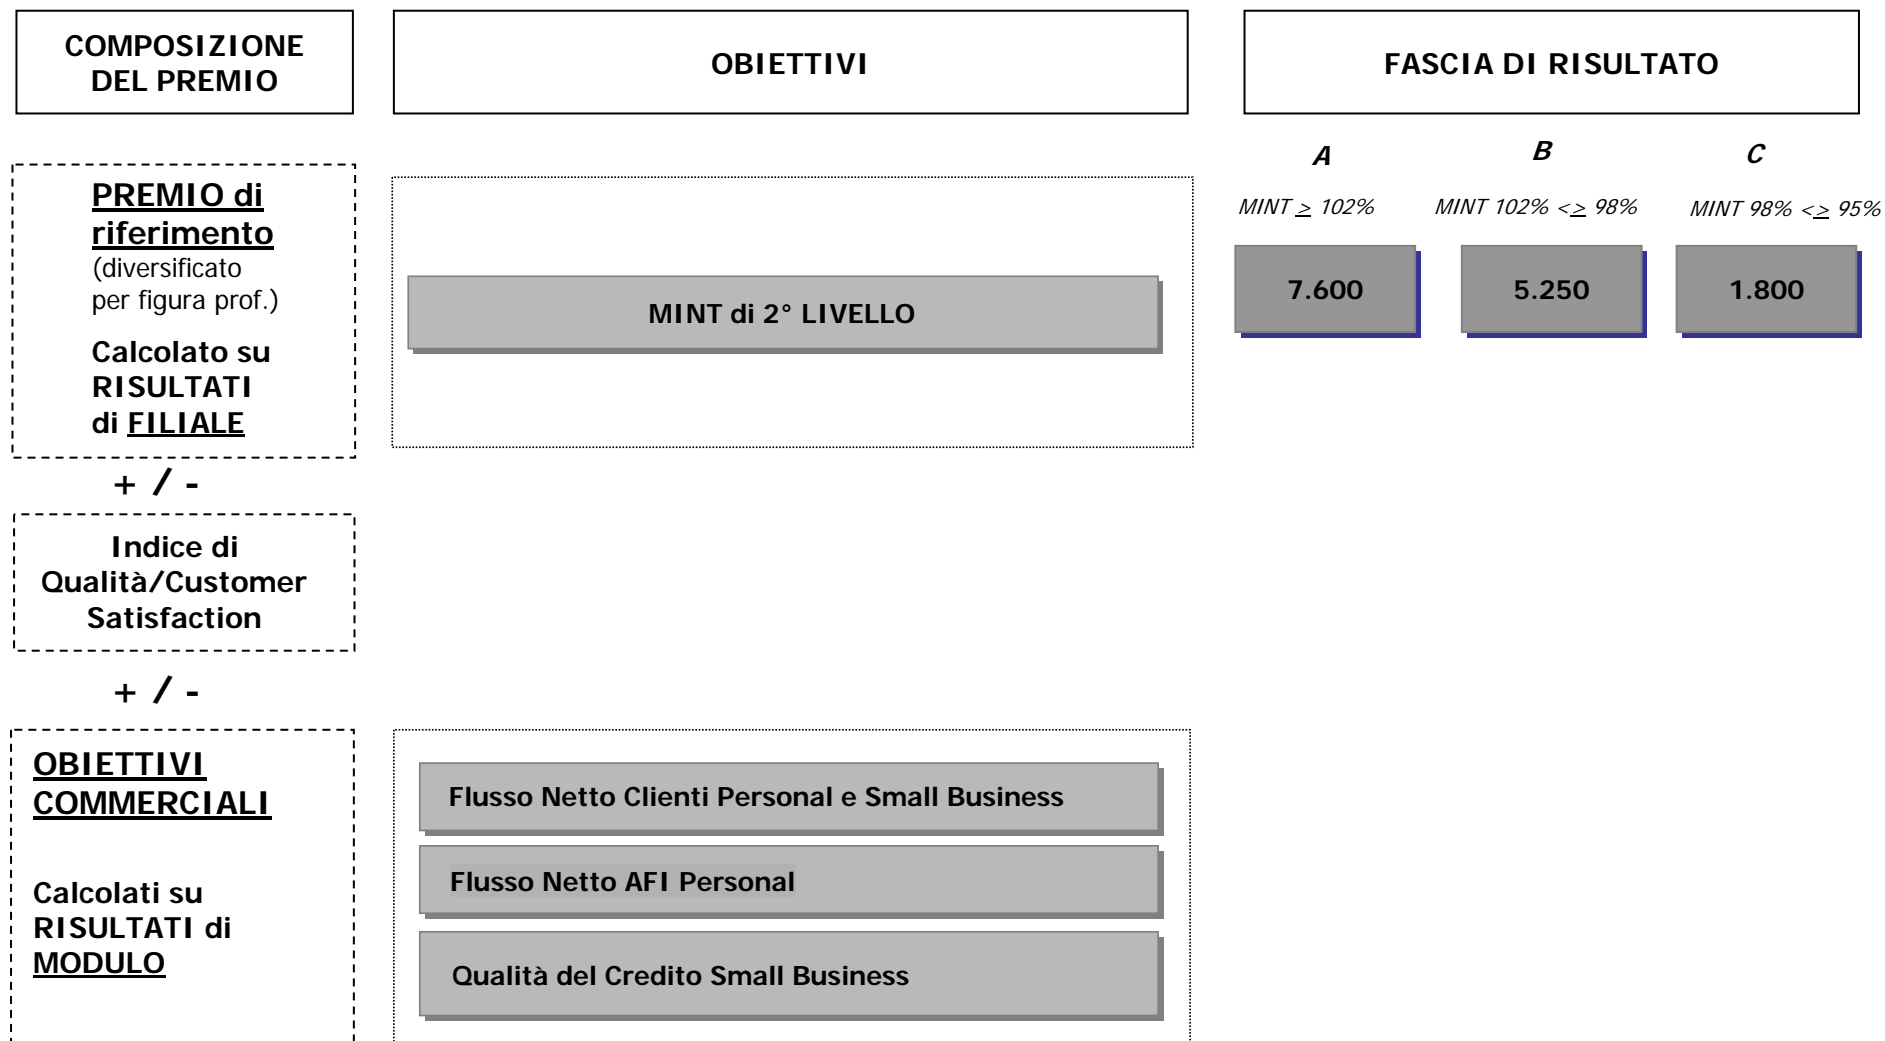 COMPOSIZIONE
DEL PREMIO
OBIETTIVI
FASCIA DI RISULTATO
A
B
C
MINT ≥ 102%
MINT 102% <≥ 98%
MINT 98% <≥ 95%
PREMIO di
riferimento
(diversificato
per figura prof.)
Calcolato su
RISULTATI
di FILIALE
MINT di 2° LIVELLO
7.600
5.250
1.800
+ / -
Indice di
Qualità/Customer
Satisfaction
+ / -
OBIETTIVI
COMMERCIALI
Calcolati su
RISULTATI di
MODULO
Flusso Netto Clienti Personal e Small Business
Flusso Netto AFI Personal
Qualità del Credito Small Business